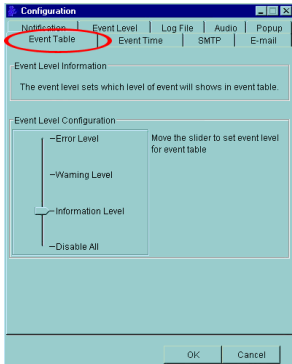 Configuration
Notification Event Level Log File Audio Popup
Event Table Event Time SMTP E-mail
Event Level Information
The event level sets which level of event will shows in event table.
Event Level Configuration
Error Level
Move the slider to set event level
for event table
Warning Level
Information Level
Disable All
OK Cancel